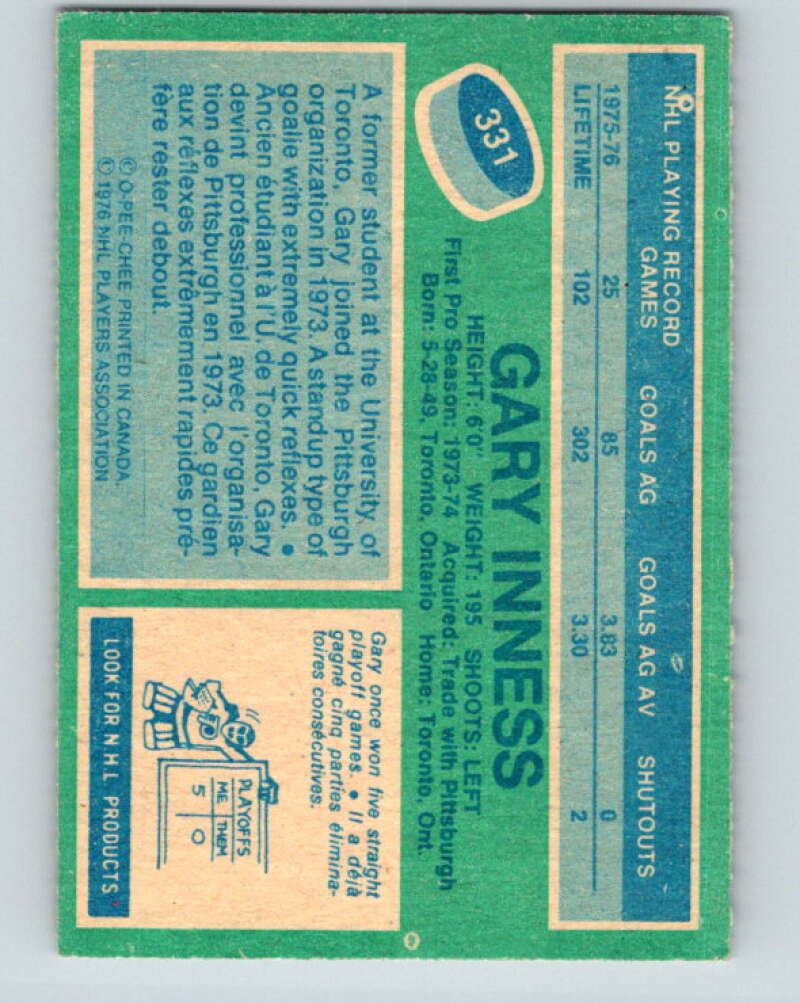 NHL PLAYING RECORD
GAMES GOALS AG GOALS AG AV SHUTOUTS
1975-76 25 85 3.83 0
LIFETIME 102 302 3.30 2
331
GARY INNESS
HEIGHT: 6'0" WEIGHT: 195 SHOOTS: LEFT
First Pro Season: 1973-74 Acquired: Trade with Pittsburgh
Born: 5-28-49, Toronto, Ontario Home: Toronto, Ont.
A former student at the University of
Toronto, Gary joined the Pittsburgh
organization in 1973. A standup type of
goalie with extremely quick reflexes. •
Ancien étudiant à l'U. de Toronto, Gary
devint professionnel avec l'organisa-
tion de Pittsburgh en 1973. Ce gardien
aux réflexes extrêmement rapides pré-
fère rester debout.
© O-PEE-CHEE PRINTED IN CANADA.
© 1976 NHL PLAYERS ASSOCIATION
Gary once won five straight
playoff games. • Il a déjà
gagné cinq parties élimina-
toires consécutives.
PLAYOFFS
ME THEM
5 0
P
LOOK FOR N H L PRODUCTS